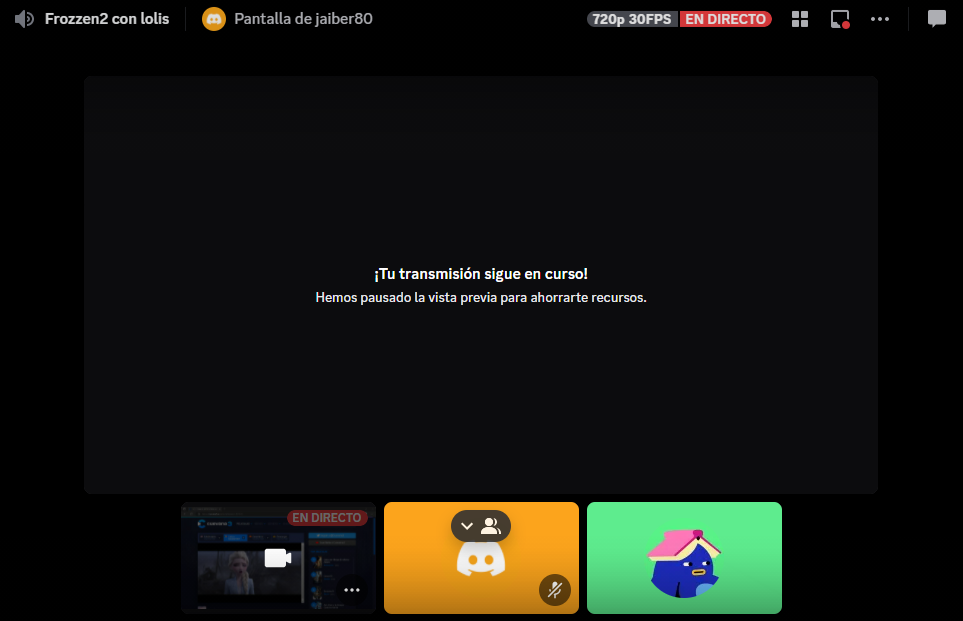 Frozzen2 con lolis
Pantalla de jaiber80
720p 30FPS EN DIRECTO
¡Tu transmisión sigue en curso!
Hemos pausado la vista previa para ahorrarte recursos.
EN DIRECTO